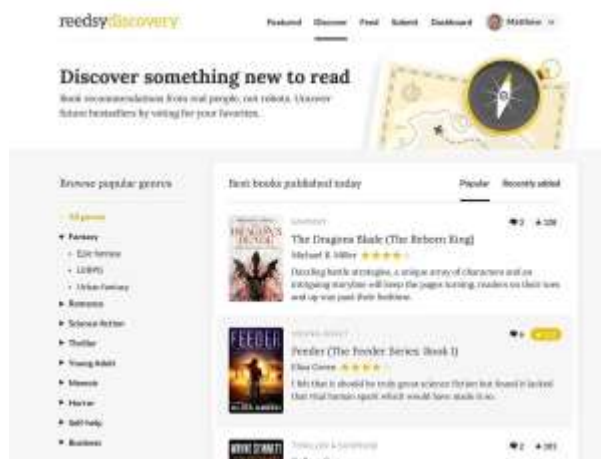 reedsydiscovery
Featured Discover Feed Submit Dashboard Matthew
Discover something new to read
Book recommendations from real people, not robots. Uncover
future bestsellers by voting for your favorites.
Browse popular genres
Best books published today
Popular Recently added
All genres
Fantasy
Epic fantasy
LitRPG
Urban fantasy
Romance
Science fiction
Thriller
Young Adult
Memoir
Horror
Self-help
Business
The Dragons Blade (The Reborn King)
Michael R. Miller
Dazzling battle strategies, a unique array of characters and an
intriguing storyline will keep the pages turning, readers on their toes
and up way past their bedtime.
FEEDER
Feeder (The Feeder Series: Book 1)
I felt that it should be truly great science fiction but found it lacked
that vital human spark which would have made it so.
THRILLER & SUSPENSE